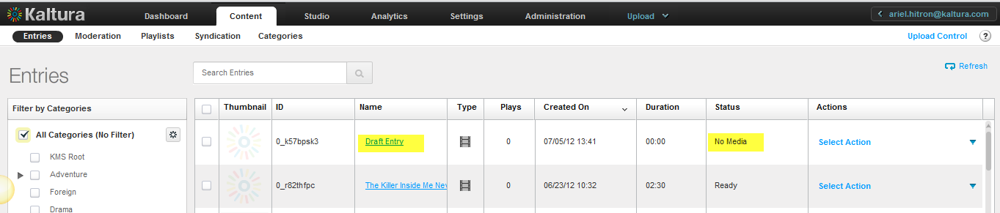 Kaltura Dashboard Content Studio Analytics Settings Administration Upload ariel.hitron@kaltura.com
Entries Moderation Playlists Syndication Categories Upload Control ?
Entries
Search Entries
Refresh
Filter by Categories
All Categories (No Filter)
KMS Root
Adventure
Foreign
Drama
Thumbnail ID Name Type Plays Created On Duration Status Actions
0_k57bpsk3 Draft Entry 0 07/05/12 13:41 00:00 No Media Select Action
0_r82thfpc The Killer Inside Me Nev 0 06/23/12 10:32 02:30 Ready Select Action